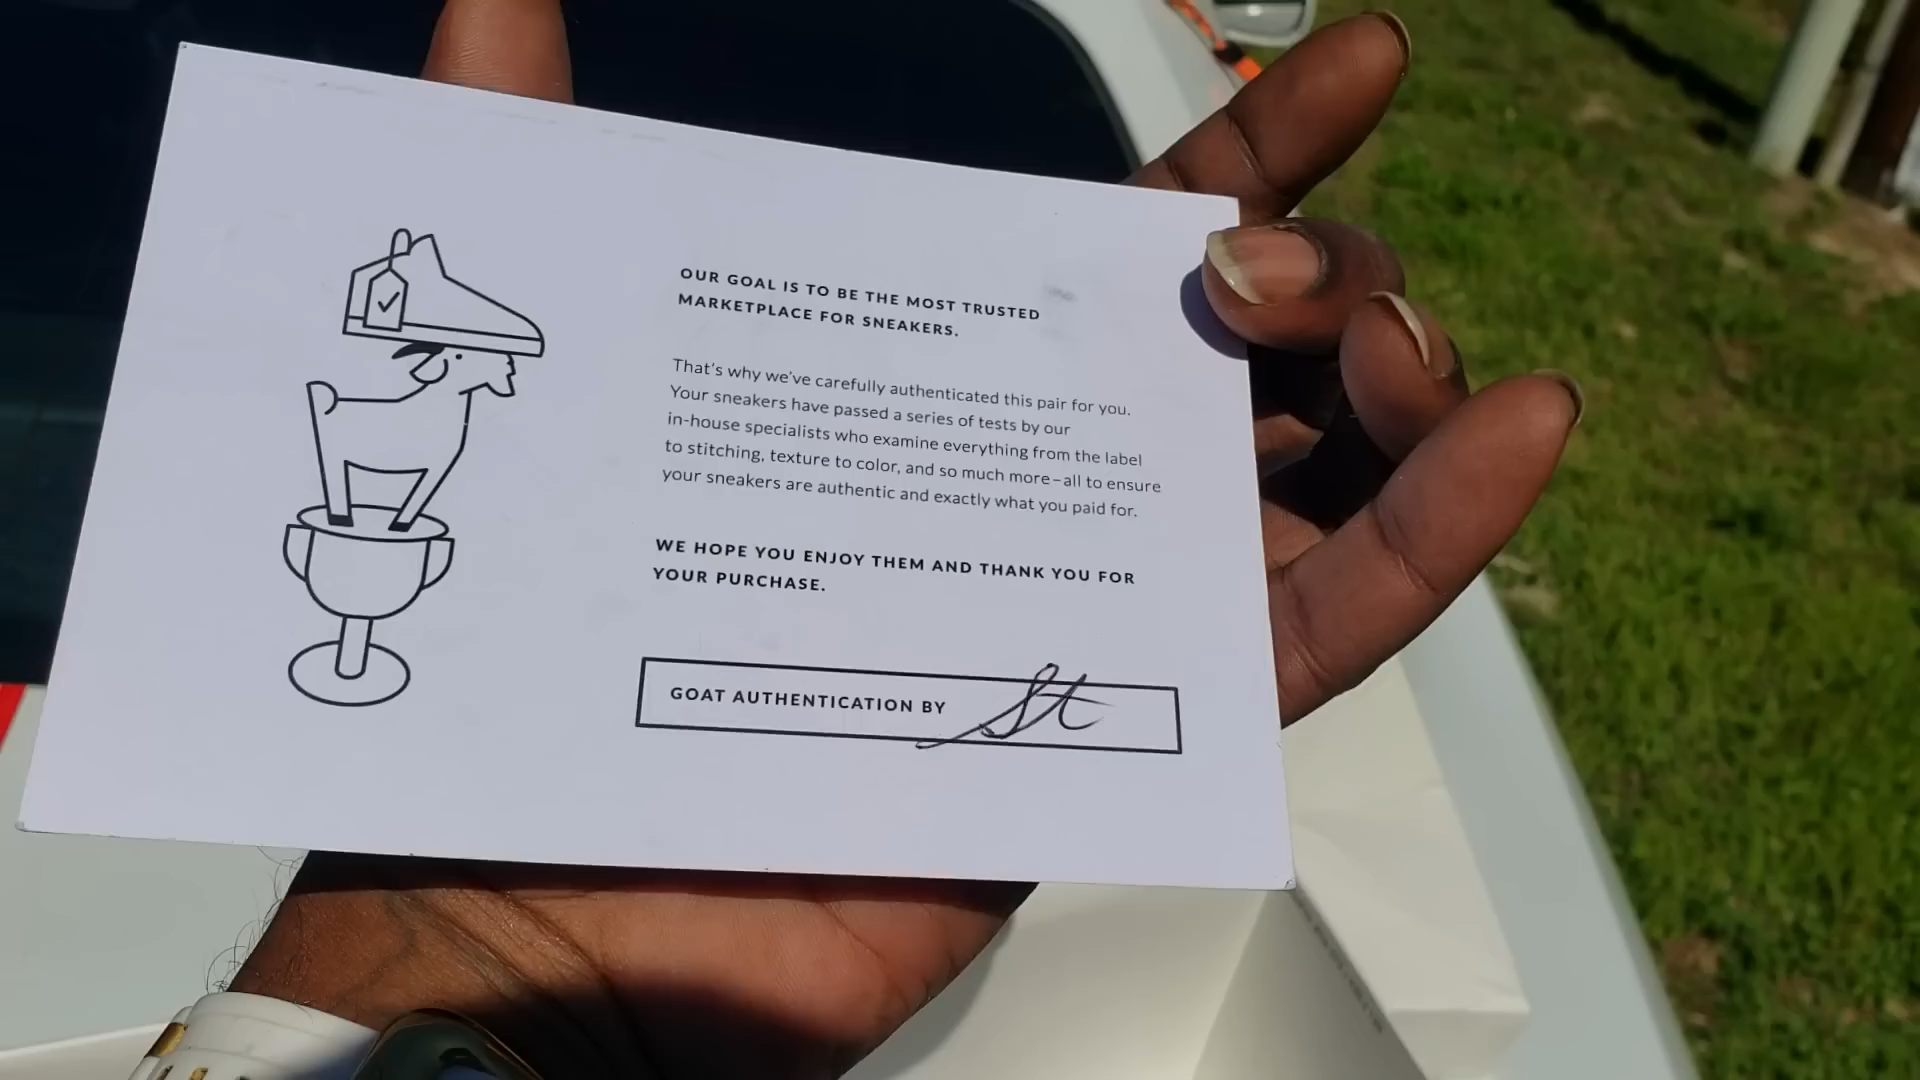 OUR GOAL IS TO BE THE MOST TRUSTED
MARKETPLACE FOR SNEAKERS.
That's why we've carefully authenticated this pair for you.
Your sneakers have passed a series of tests by our
in-house specialists who examine everything from the label
to stitching, texture to color, and so much more–all to ensure
your sneakers are authentic and exactly what you paid for.
WE HOPE YOU ENJOY THEM AND THANK YOU FOR
YOUR PURCHASE.
GOAT AUTHENTICATION BY